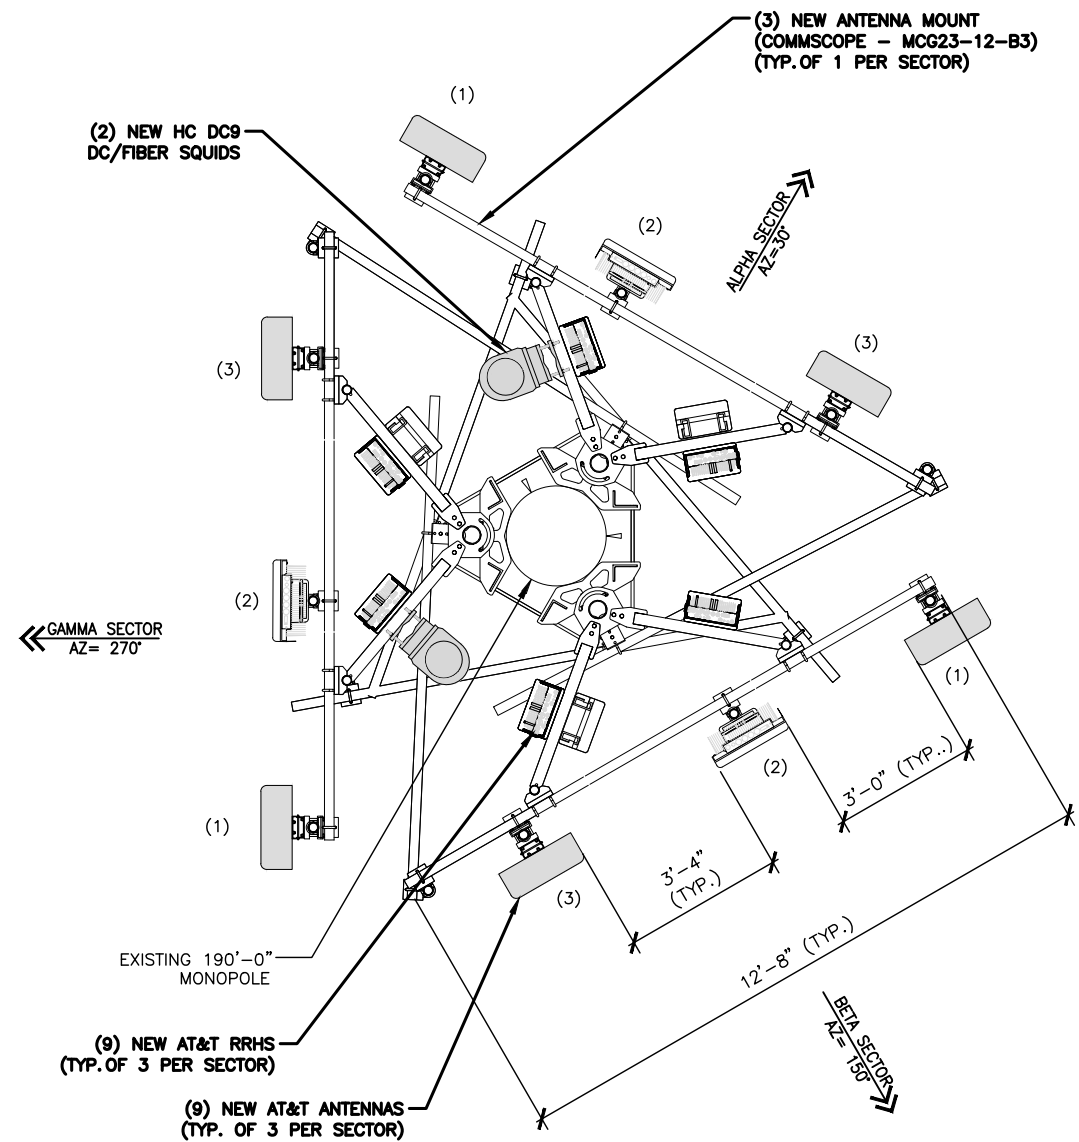 (3) NEW ANTENNA MOUNT
(COMMSCOPE - MCG23-12-B3)
(TYP.OF 1 PER SECTOR)
(1)
(2) NEW HC DC9
DC/FIBER SQUIDS
(2)
ALPHA SECTOR
AZ=30°
(3)
(3)
(2)
GAMMA SECTOR
AZ= 270°
(1)
(2)
3'-0" (TYP..)
(1)
3'-4"
(TYP.)
(3)
12'-8" (TYP.)
EXISTING 190'-0"
MONOPOLE
BETA SECTOR
AZ= 150°
(9) NEW AT&T RRHS
(TYP.OF 3 PER SECTOR)
(9) NEW AT&T ANTENNAS
(TYP. OF 3 PER SECTOR)